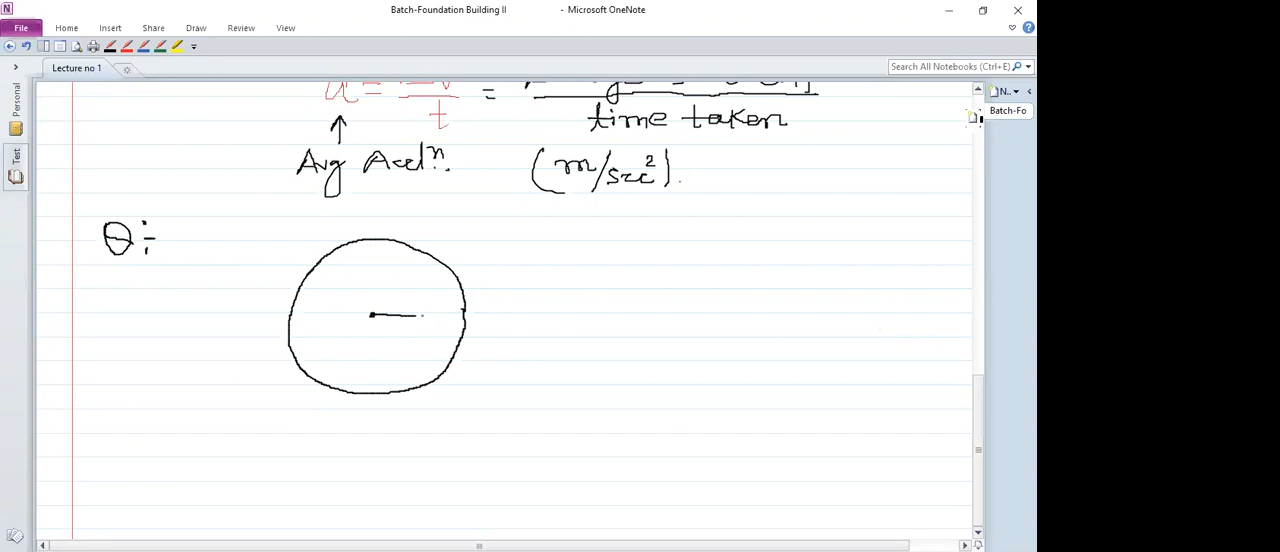 Batch-Foundation Building II - Microsoft OneNote
File Home Insert Share Draw Review View
Lecture no 1
Search All Notebooks (Ctrl+E)
N..
Batch-Fo
Personal
Test
=
t
= time taken
Avg Accln. (m/sec2).
Q:-